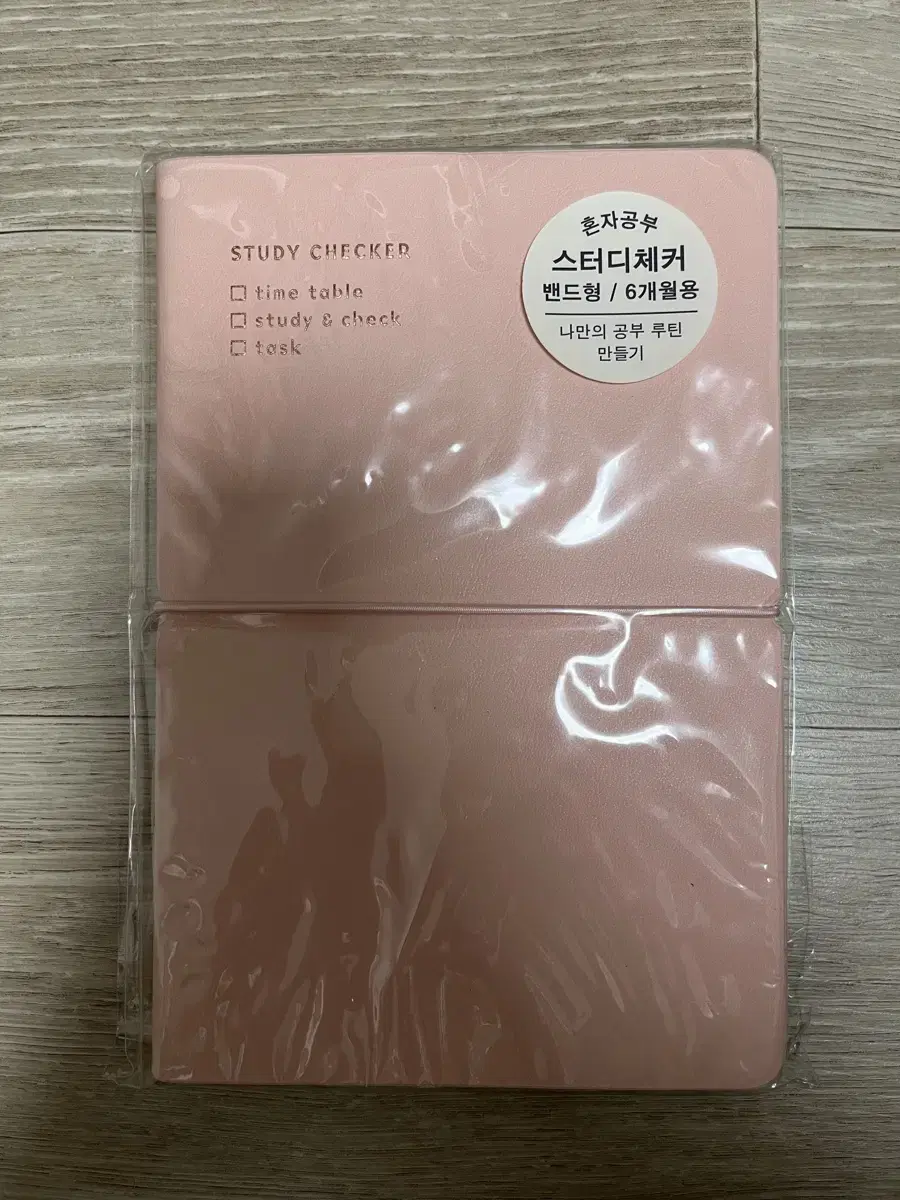 STUDY CHECKER
time table
study & check
task
혼자공부
스터디체커
밴드형 / 6개월용
나만의 공부 루틴
만들기